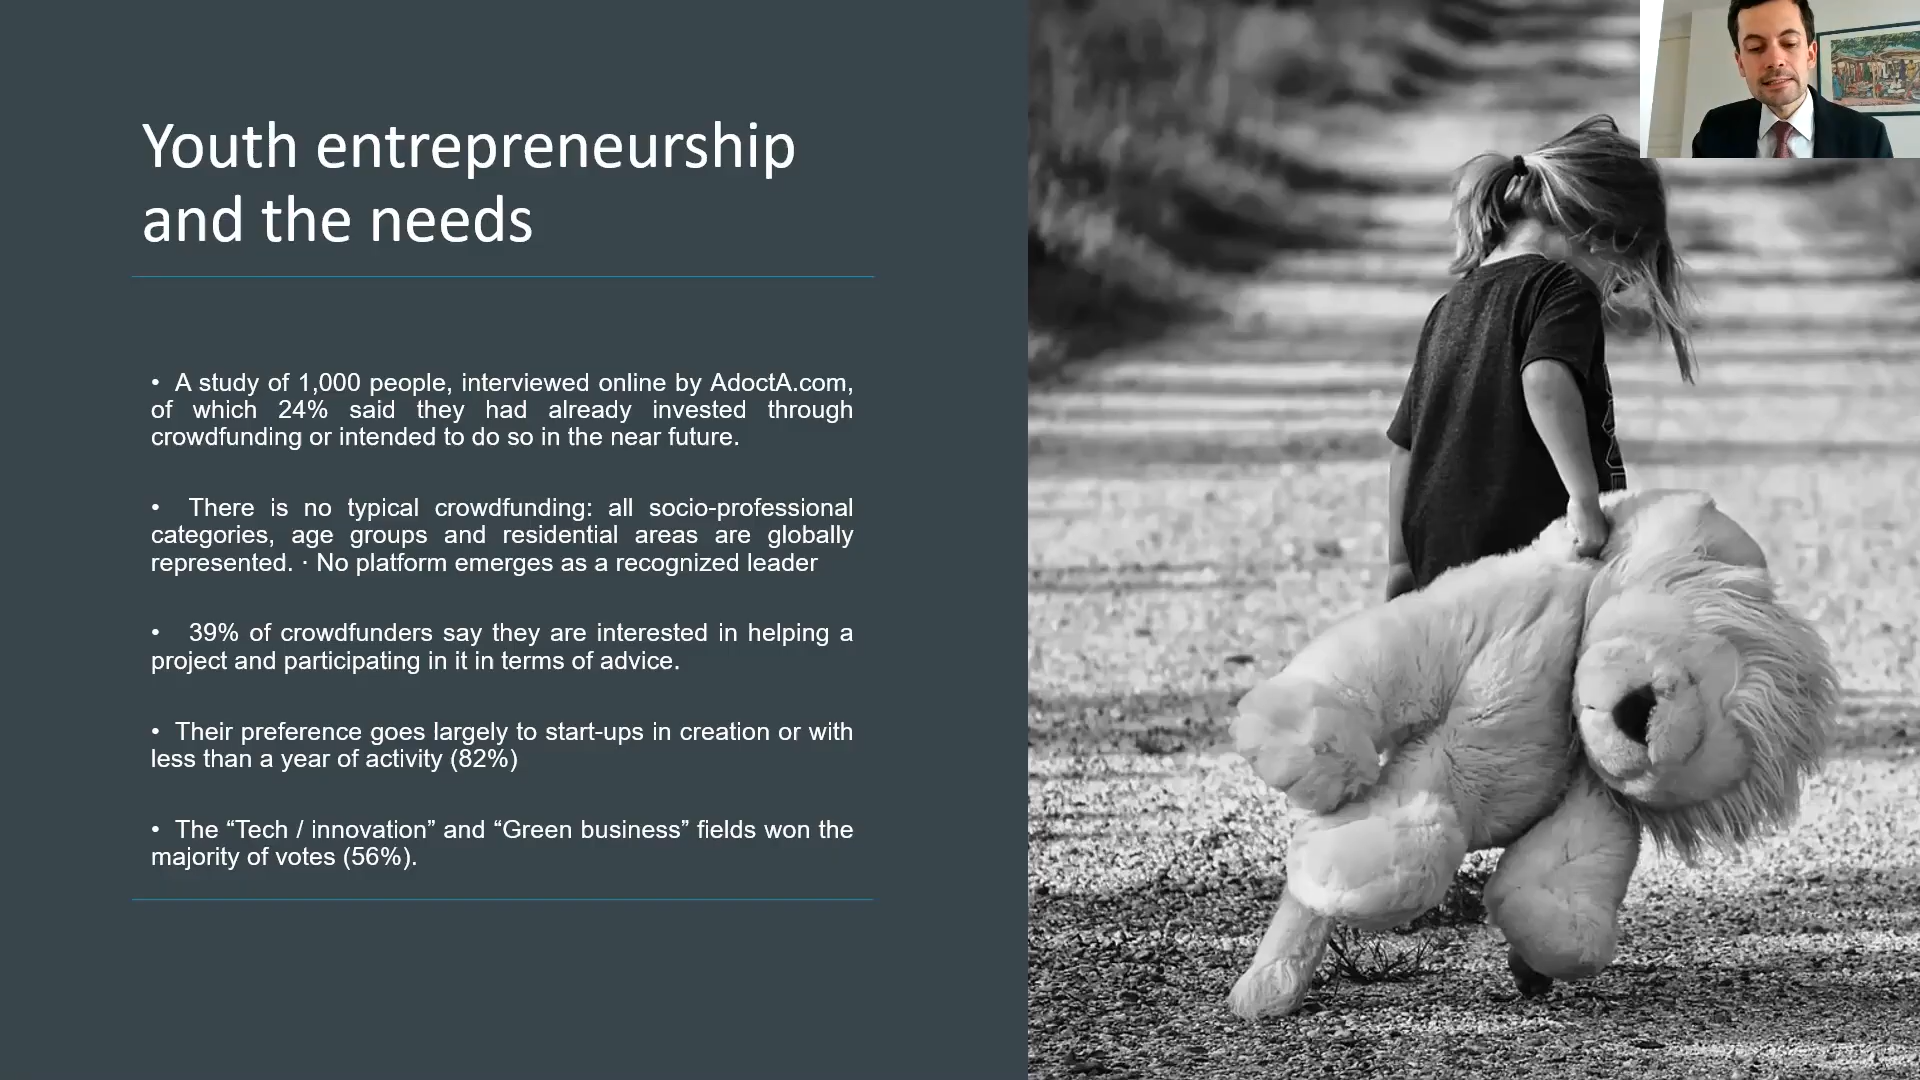 Youth entrepreneurship
and the needs
• A study of 1,000 people, interviewed online by AdoctA.com,
of which 24% said they had already invested through
crowdfunding or intended to do so in the near future.
• There is no typical crowdfunding: all socio-professional
categories, age groups and residential areas are globally
represented. · No platform emerges as a recognized leader
• 39% of crowdfunders say they are interested in helping a
project and participating in it in terms of advice.
• Their preference goes largely to start-ups in creation or with
less than a year of activity (82%)
• The “Tech / innovation” and “Green business” fields won the
majority of votes (56%).